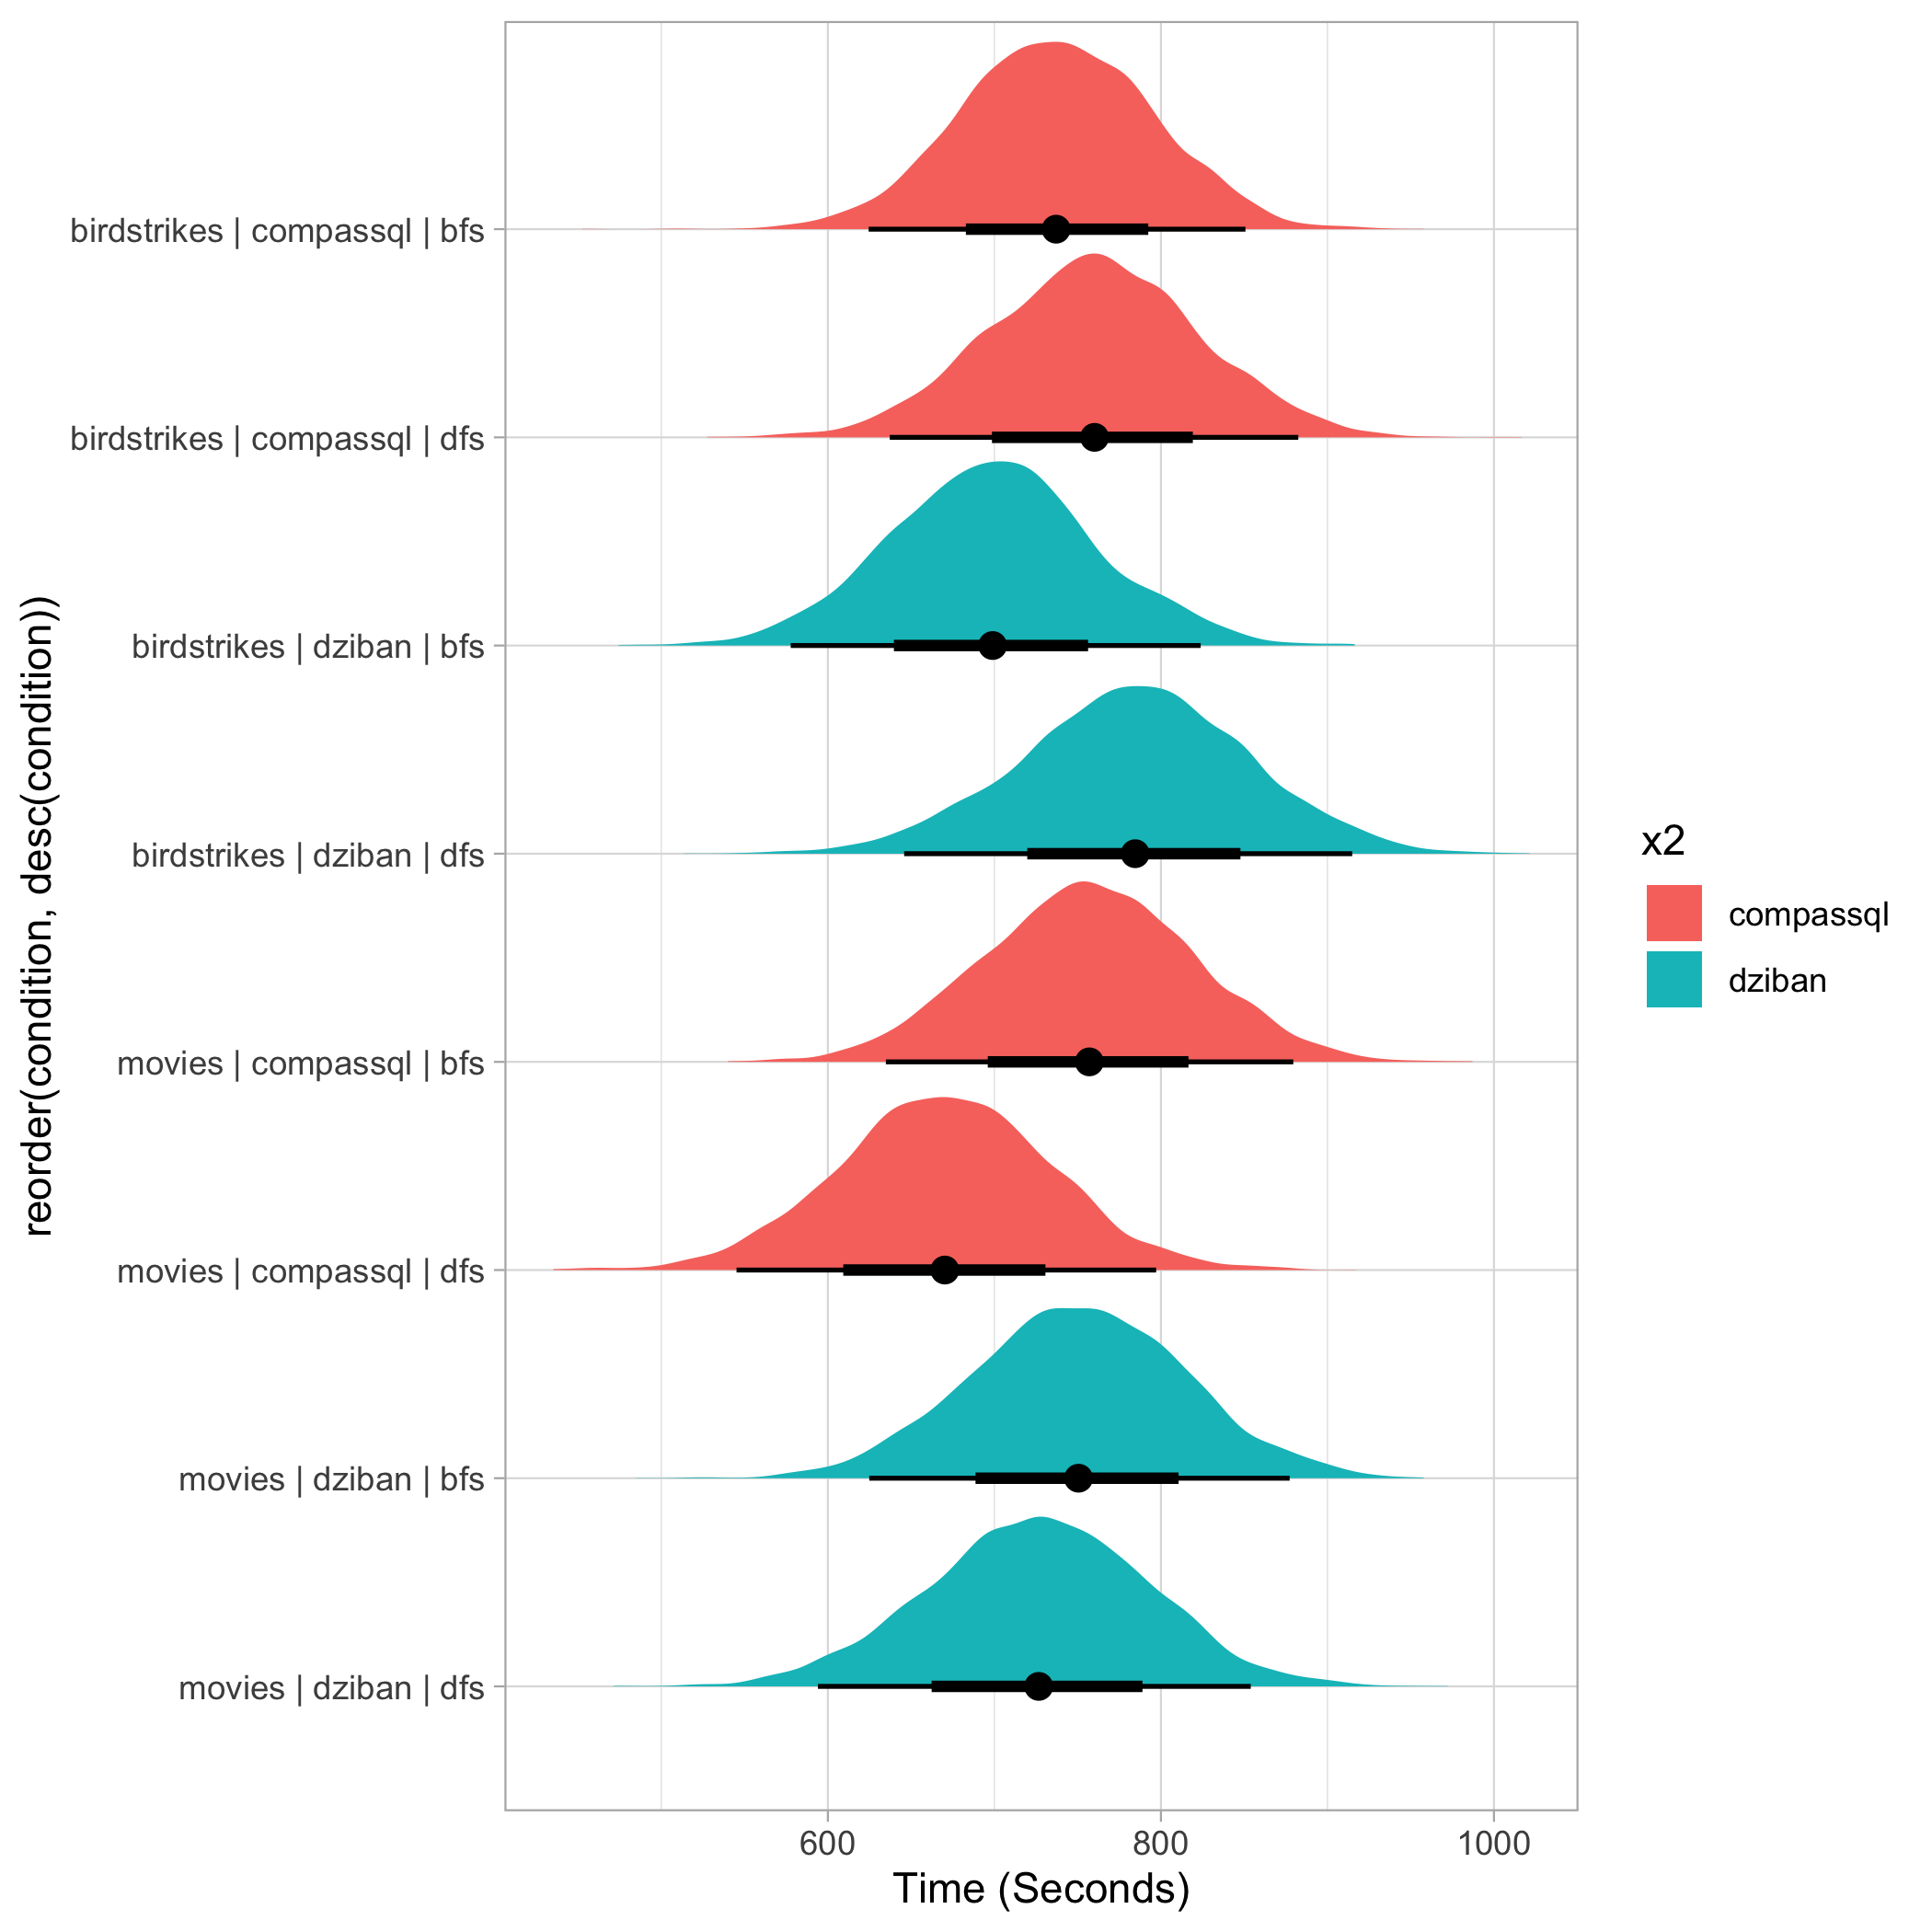 birdstrikes | compassql | bfs
birdstrikes | compassql | dfs
birdstrikes | dziban | bfs
birdstrikes | dziban | dfs
movies | compassql | bfs
movies | compassql | dfs
movies | dziban | bfs
movies | dziban | dfs
reorder(condition, desc(condition))
600 800 1000
Time (Seconds)
x2
compassql
dziban